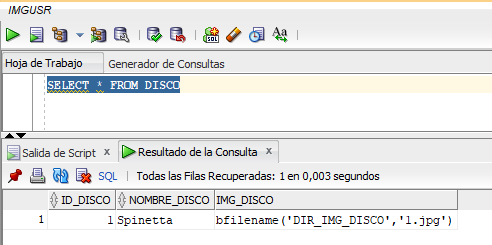 IMGUSR
Hoja de Trabajo Generador de Consultas
SELECT * FROM DISCO
Salida de Script x Resultado de la Consulta x
SQL | Todas las Filas Recuperadas: 1 en 0,003 segundos
ID_DISCO NOMBRE_DISCO IMG_DISCO
1 1 Spinetta bfilename('DIR_IMG_DISCO','1.jpg')